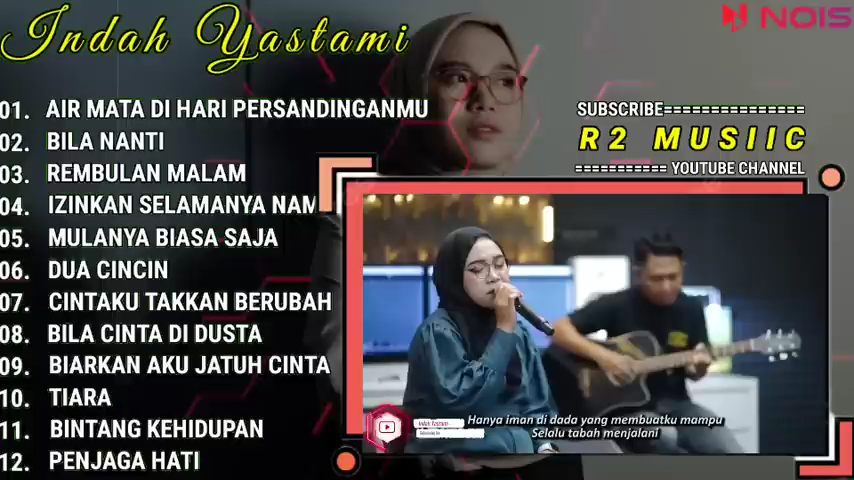 Indah Yastami
NOIS
01. AIR MATA DI HARI PERSANDINGANMU
02. BILA NANTI
03. REMBULAN MALAM
04. IZINKAN SELAMANYA NAM
05. MULANYA BIASA SAJA
06. DUA CINCIN
07. CINTAKU TAKKAN BERUBAH
08. BILA CINTA DI DUSTA
09. BIARKAN AKU JATUH CINTA
10. TIARA
11. BINTANG KEHIDUPAN
12. PENJAGA HATI
SUBSCRIBE===============
R2 MUSIIC
=========== YOUTUBE CHANNEL
Indah Yastami
Hanya iman di dada yang membuatku mampu
Selalu tabah menjalani